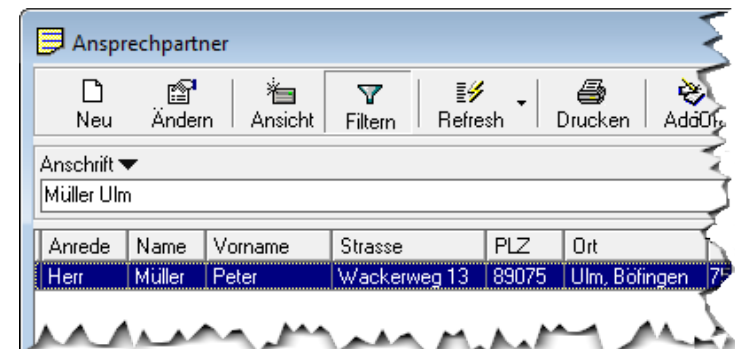 Ansprechpartner
Neu Ändern Ansicht Filtern Refresh Drucken
Anschrift
Müller Ulm
Anrede Name Vorname Strasse PLZ Ort
Herr Müller Peter Wackerweg 13 89075 Ulm, Böfingen